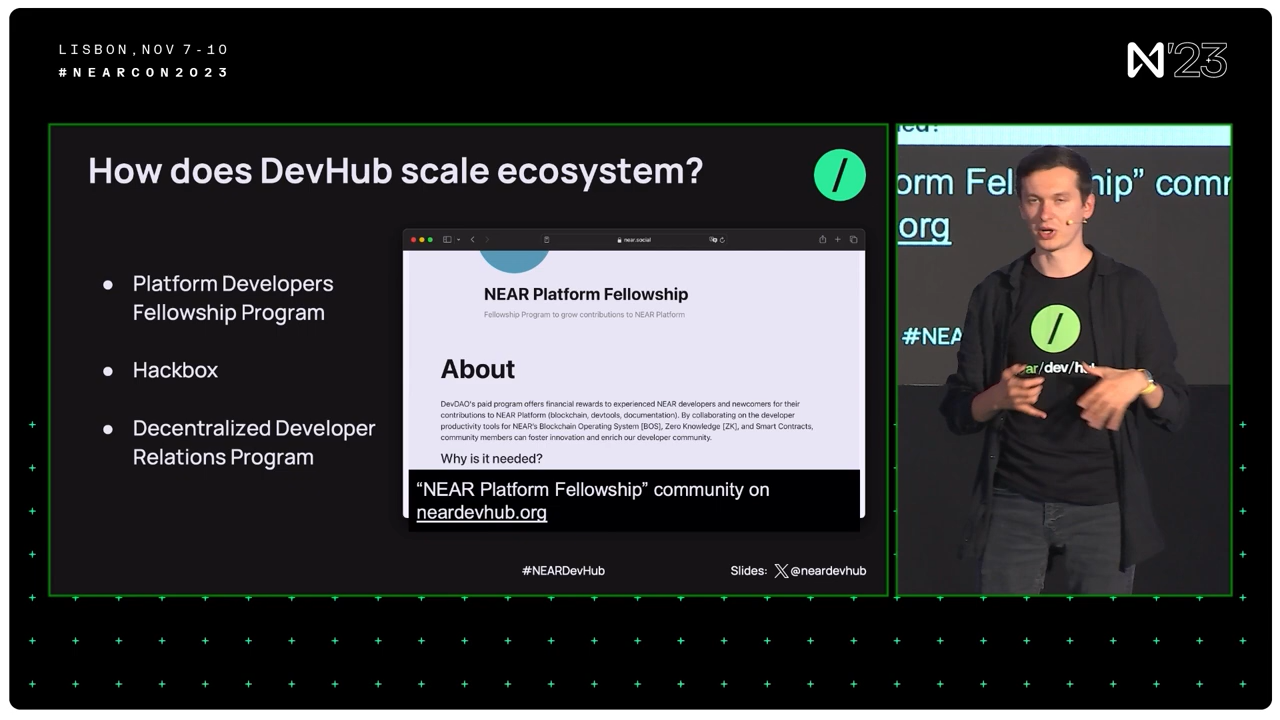 LISBON, NOV 7-10
#NEARCON2023
'23
How does DevHub scale ecosystem?
/
● Platform Developers
Fellowship Program
● Hackbox
● Decentralized Developer
Relations Program
near.social
NEAR Platform Fellowship
Fellowship Program to grow contributions to NEAR Platform
About
DevDAO's paid program offers financial rewards to experienced NEAR developers and newcomers for their
contributions to NEAR Platform (blockchain, devtools, documentation). By collaborating on the developer
productivity tools for NEAR's Blockchain Operating System [BOS], Zero Knowledge [ZK], and Smart Contracts,
community members can foster innovation and enrich our developer community.
Why is it needed?
“NEAR Platform Fellowship” community on
neardevhub.org
#NEARDevHub
Slides: X @neardevhub
orm Fel ip” comm
org
#NEA
/
ar/dev/hu